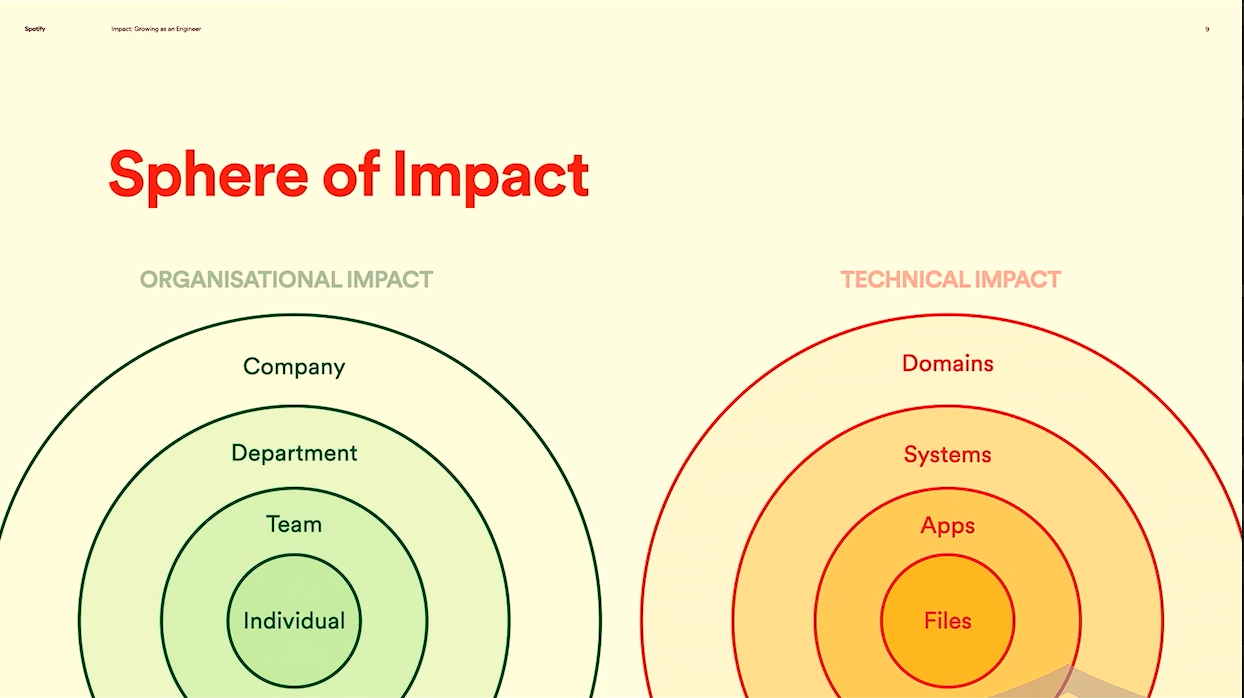 Spotify
Impact: Growing as an Engineer
9
Sphere of Impact
ORGANISATIONAL IMPACT
Company
Department
Team
Individual
TECHNICAL IMPACT
Domains
Systems
Apps
Files